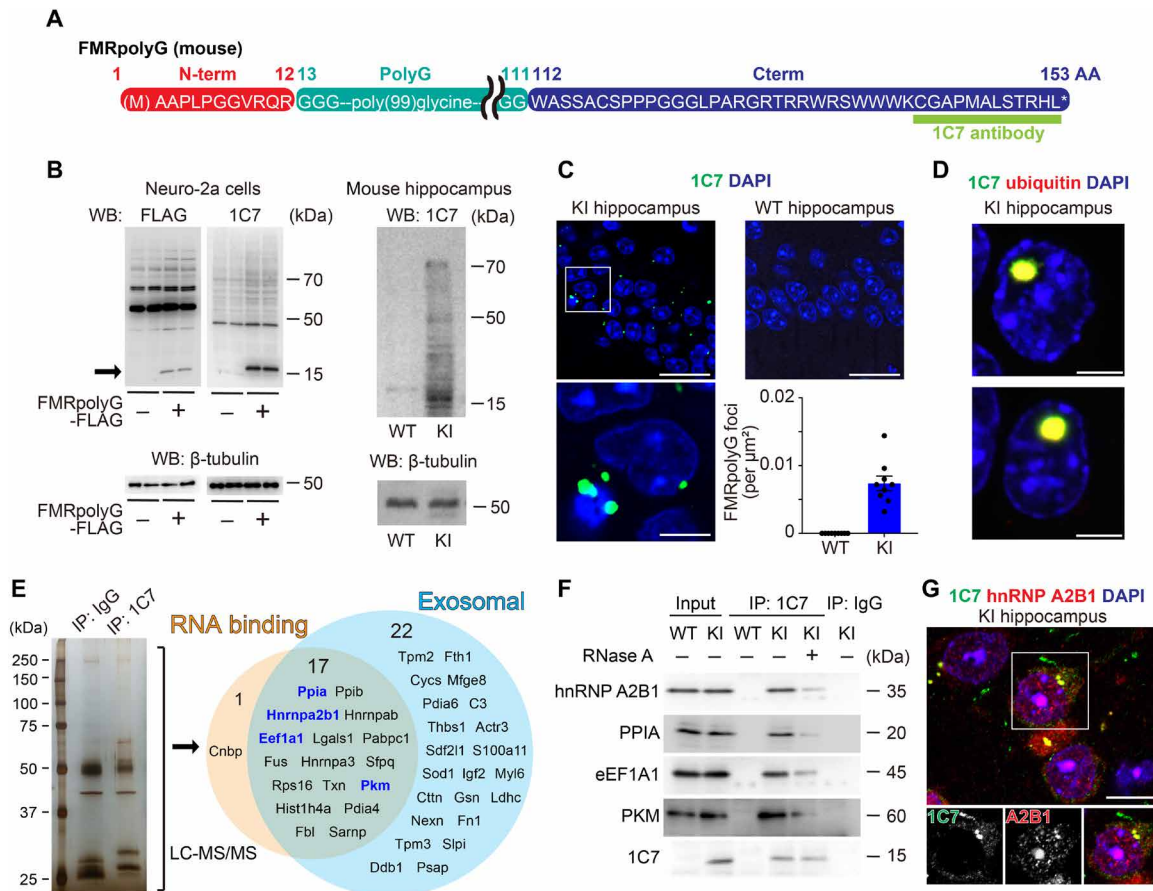 A
FMRpolyG (mouse)
1 N-term 12 13 PolyG 111 112 Cterm 153 AA
(M) AAPLPGGVRQR GGG--poly(99)glycine-- GG WASSACSPPPGGGLPARGRTRRWRSWWWKCGAPMALSTRHL*
1C7 antibody
B
Neuro-2a cells
WB: FLAG 1C7 (kDa)
70
50
15
FMRpolyG
-FLAG
– + – +
WB: β-tubulin
50
FMRpolyG
-FLAG
– + – +
Mouse hippocampus
WB: 1C7 (kDa)
70
50
15
WT KI
WB: β-tubulin
50
WT KI
C
1C7 DAPI
KI hippocampus WT hippocampus
FMRpolyG foci
(per µm²)
0.02
0.01
0
WT KI
D
1C7 ubiquitin DAPI
KI hippocampus
E
(kDa) IP: IgG IP: 1C7
250
150
100
75
50
37
25
LC-MS/MS
RNA binding
Exosomal
1
Cnbp
17
Ppia Ppib
Hnrnpa2b1 Hnrnpab
Eef1a1 Lgals1 Pabpc1
Fus Hnrnpa3 Sfpq
Rps16 Txn Pkm
Hist1h4a Pdia4
Fbl Sarnp
22
Tpm2 Fth1
Cycs Mfge8
Pdia6 C3
Thbs1 Actr3
Sdf2l1 S100a11
Sod1 Igf2 Myl6
Cttn Gsn Ldhc
Nexn Fn1
Tpm3 Slpi
Ddb1 Psap
F
Input IP: 1C7 IP: IgG
WT KI WT KI KI KI
RNase A – – – – + – (kDa)
hnRNP A2B1 35
PPIA 20
eEF1A1 45
PKM 60
1C7 15
G
1C7 hnRNP A2B1 DAPI
KI hippocampus
1C7 A2B1